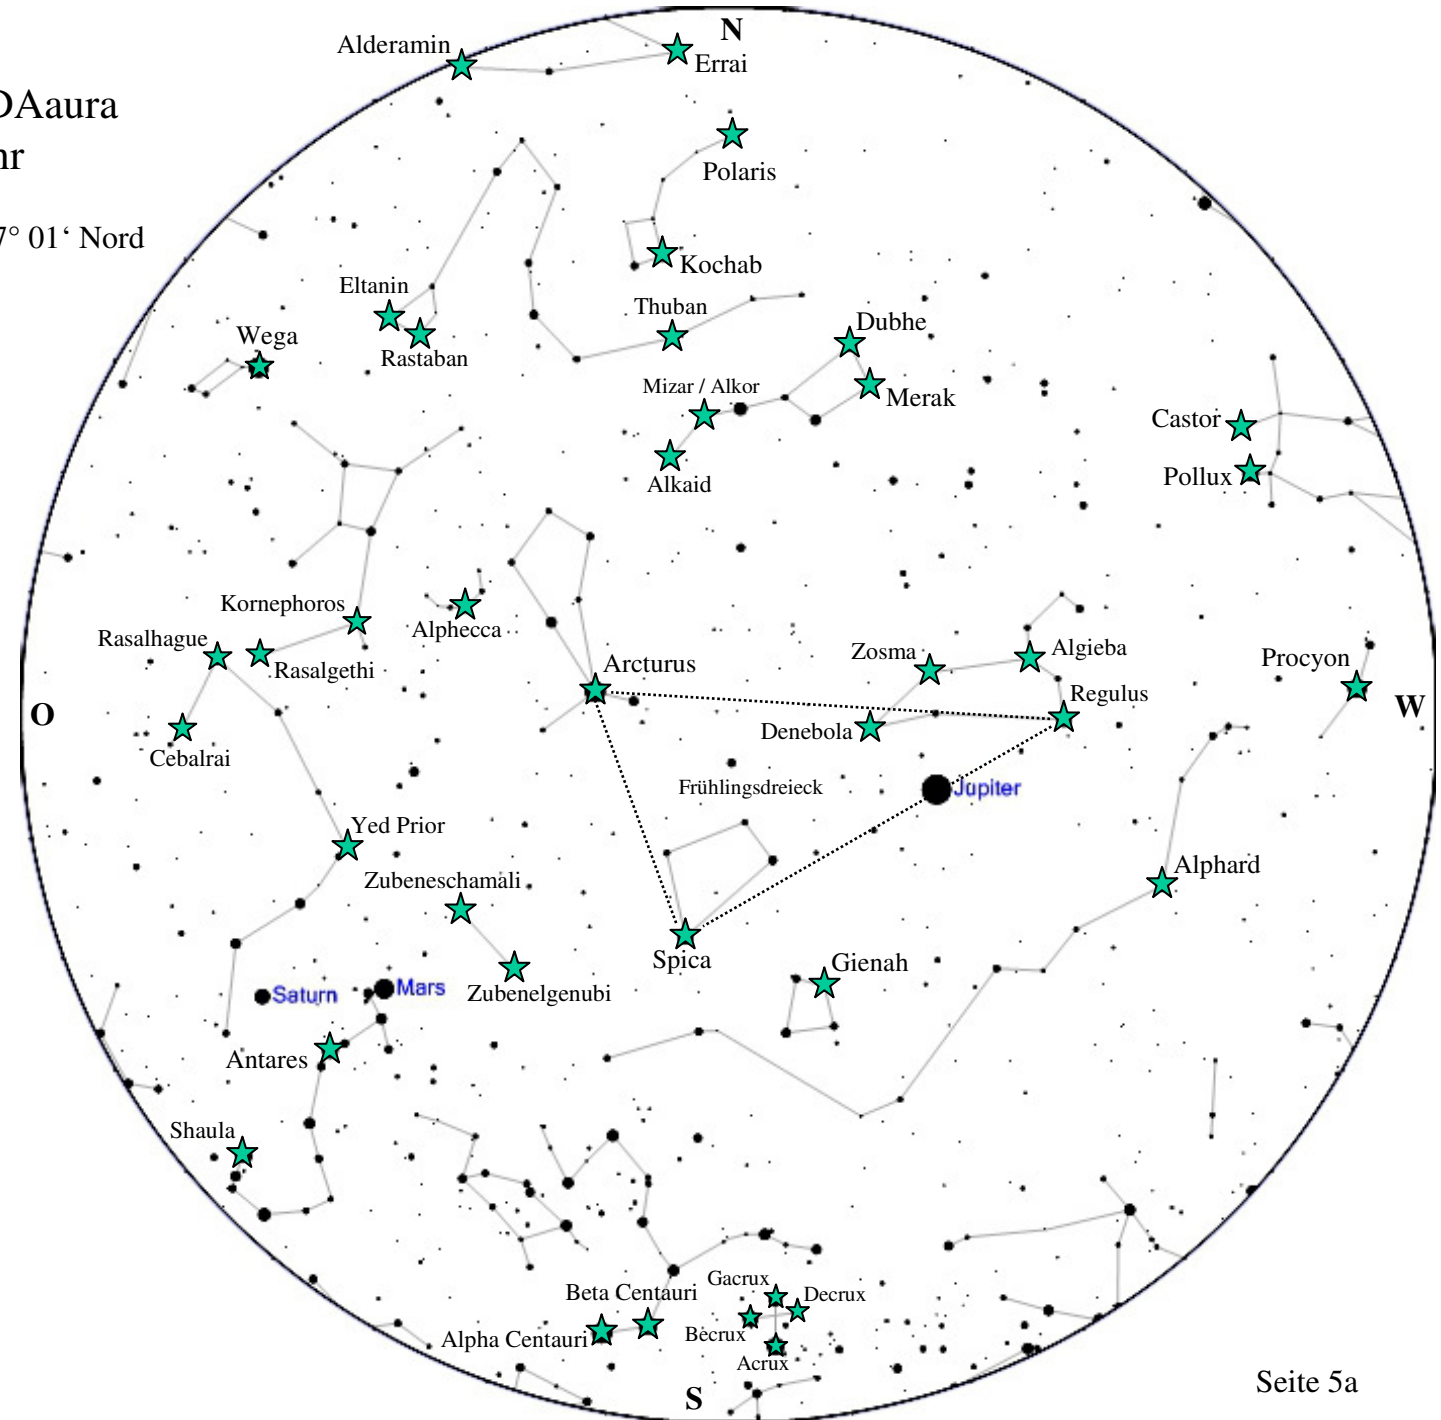 N
Alderamin
Errai
DAaura
hr
Polaris
7° 01‘ Nord
Kochab
Eltanin
Thuban
Dubhe
Wega
Rastaban
Mizar / Alkor
Merak
Castor
Pollux
Alkaid
Kornephoros
Alphecca
Rasalhague
Rasalgethi
Arcturus
Zosma
Algieba
Procyon
Regulus
O
W
Denebola
Cebalrai
Frühlingsdreieck
Jupiter
Yed Prior
Alphard
Zubeneschamali
Spica
Gienah
Saturn
Mars
Zubenelgenubi
Antares
Shaula
Gacrux
Beta Centauri
Decrux
Becrux
Alpha Centauri
Acrux
Seite 5a
S